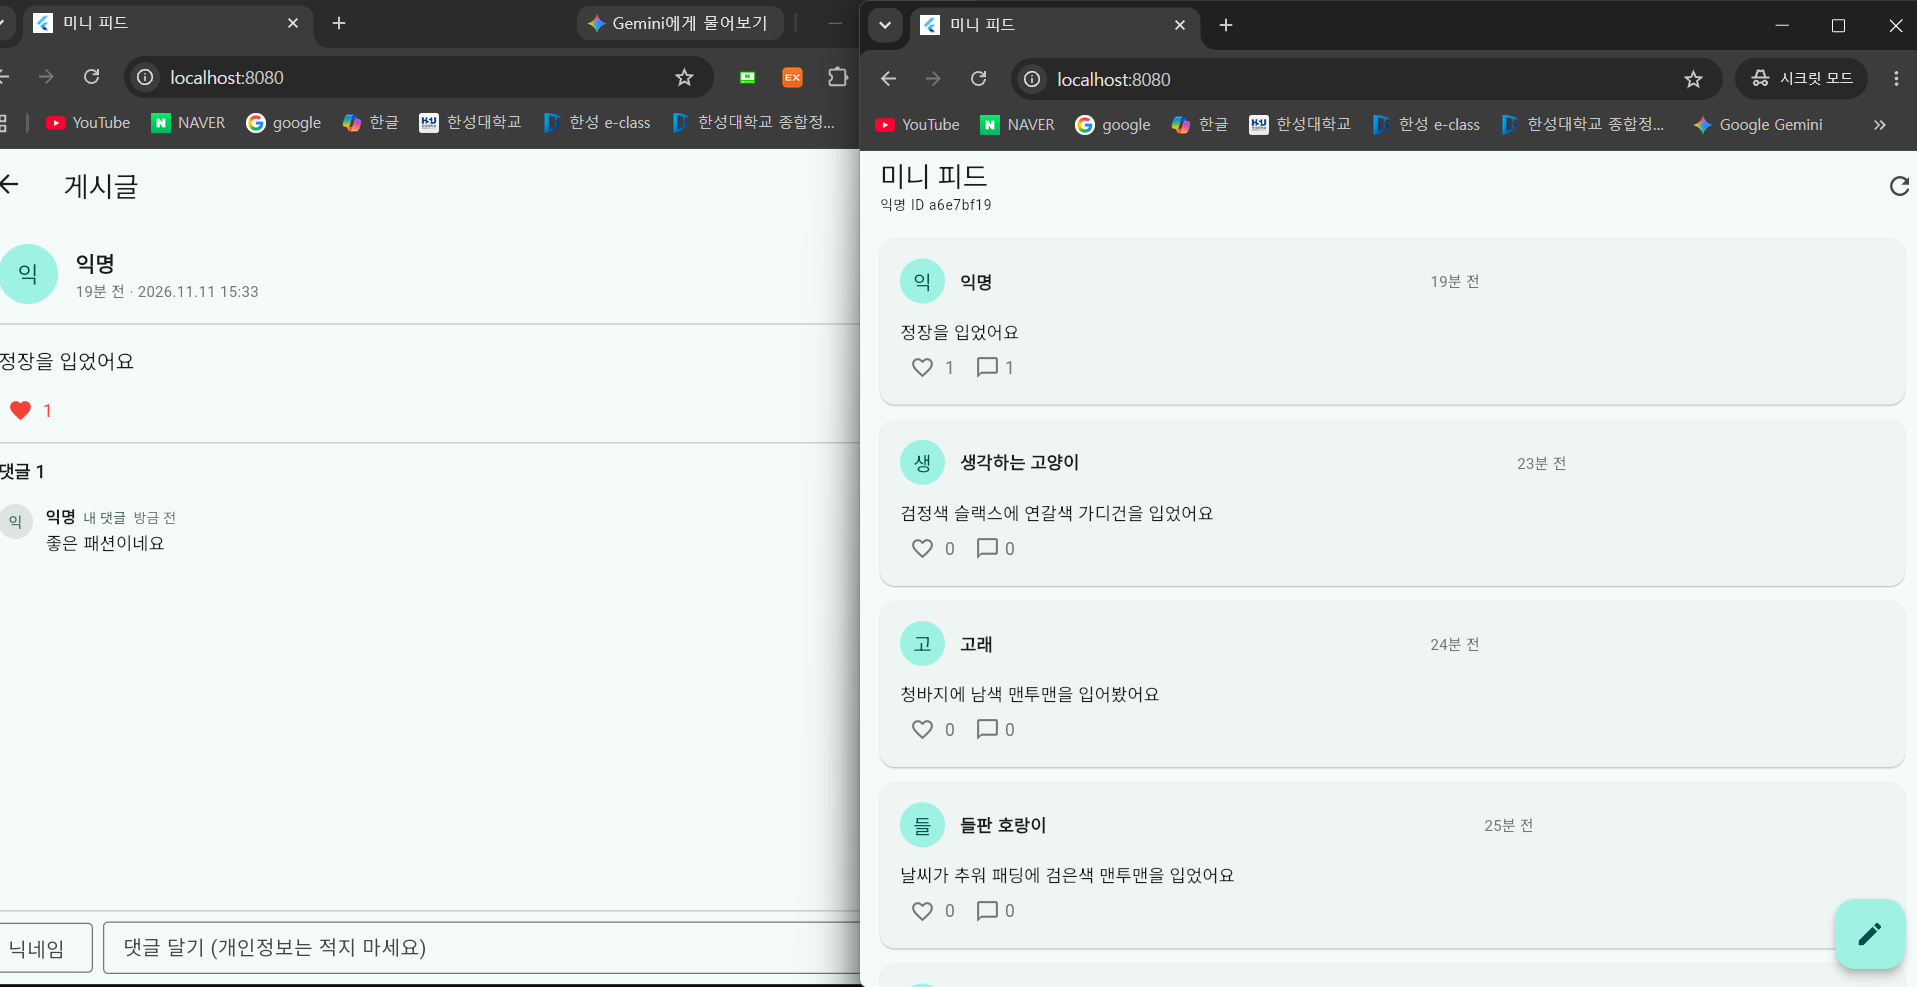 미니 피드
Gemini에게 물어보기
localhost:8080
YouTube NAVER google 한글 한성대학교 한성 e-class 한성대학교 종합정...
게시글
익 익명
19분 전 · 2026.11.11 15:33
정장을 입었어요
1
댓글 1
익 익명 내 댓글 방금 전
좋은 패션이네요
닉네임 댓글 달기 (개인정보는 적지 마세요)
미니 피드
localhost:8080 시크릿 모드
YouTube NAVER google 한글 한성대학교 한성 e-class 한성대학교 종합정... Google Gemini
미니 피드
익명 ID a6e7bf19
익 익명 19분 전
정장을 입었어요
1 1
생 생각하는 고양이 23분 전
검정색 슬랙스에 연갈색 가디건을 입었어요
0 0
고 고래 24분 전
청바지에 남색 맨투맨을 입어봤어요
0 0
들 들판 호랑이 25분 전
날씨가 추워 패딩에 검은색 맨투맨을 입었어요
0 0